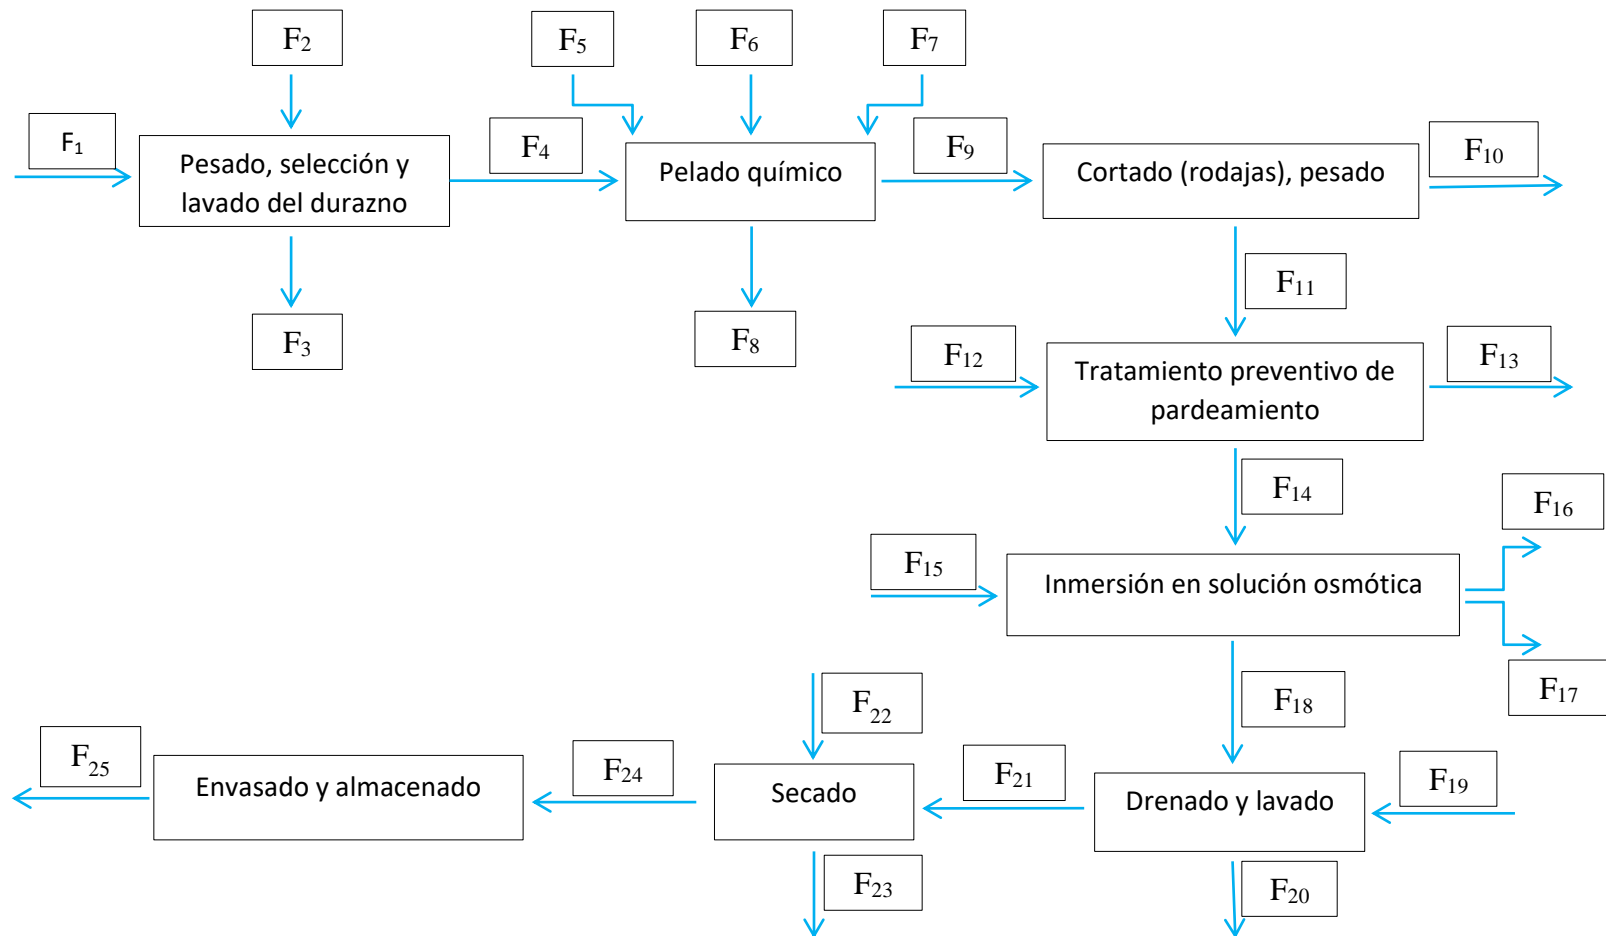 F₂
F₅
F₆
F₇
F₁
Pesado, selección y
lavado del durazno
F₄
Pelado químico
F₉
Cortado (rodajas), pesado
F₁₀
F₃
F₈
F₁₁
F₁₂
Tratamiento preventivo de
pardeamiento
F₁₃
F₁₄
F₁₅
Inmersión en solución osmótica
F₁₆
F₁₇
F₁₈
F₂₂
F₂₅
Envasado y almacenado
F₂₄
Secado
F₂₁
Drenado y lavado
F₁₉
F₂₃
F₂₀